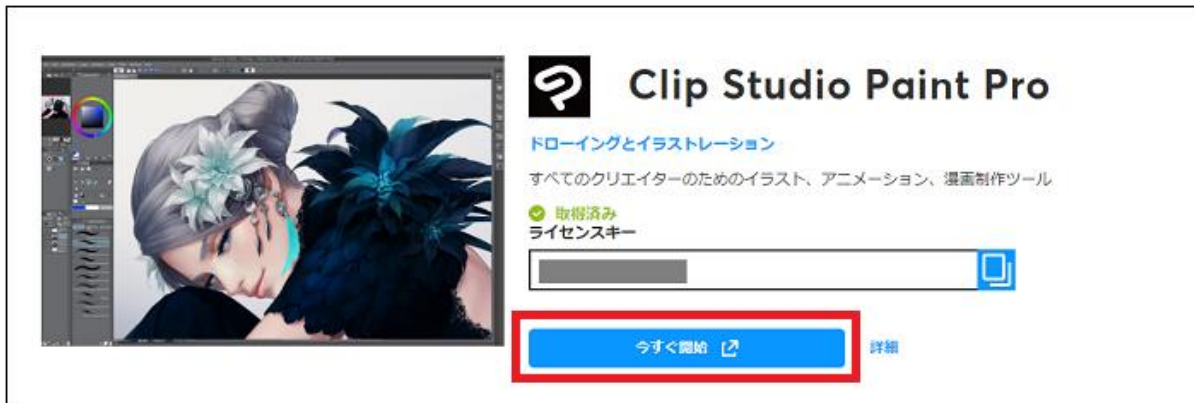 Clip Studio Paint Pro
ドローイングとイラストレーション
すべてのクリエイターのためのイラスト、アニメーション、漫画制作ツール
取得済み
ライセンスキー
今すぐ開始
詳細